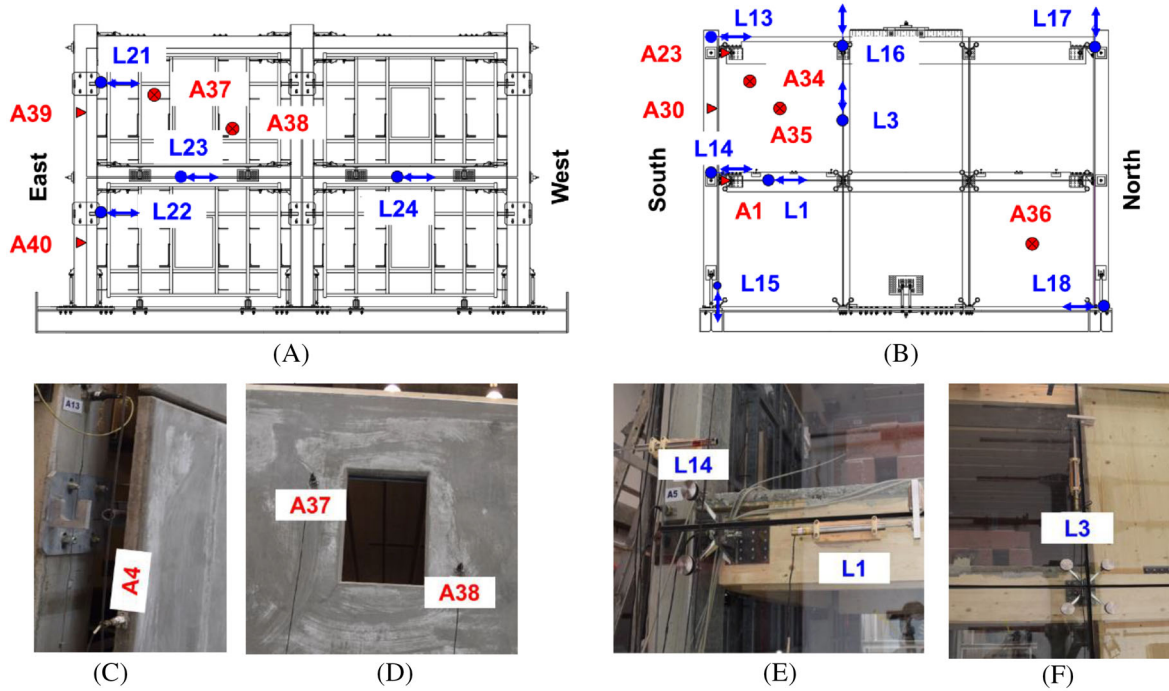 L21
A37
A39
A38
L23
East
West
L22
L24
A40
(A)
L13
L17
A23
L16
A34
A30
L3
A35
L14
South
North
A1
L1
A36
L15
L18
(B)
A13
A4
(C)
A37
A38
(D)
L14
A5
L1
(E)
L3
(F)